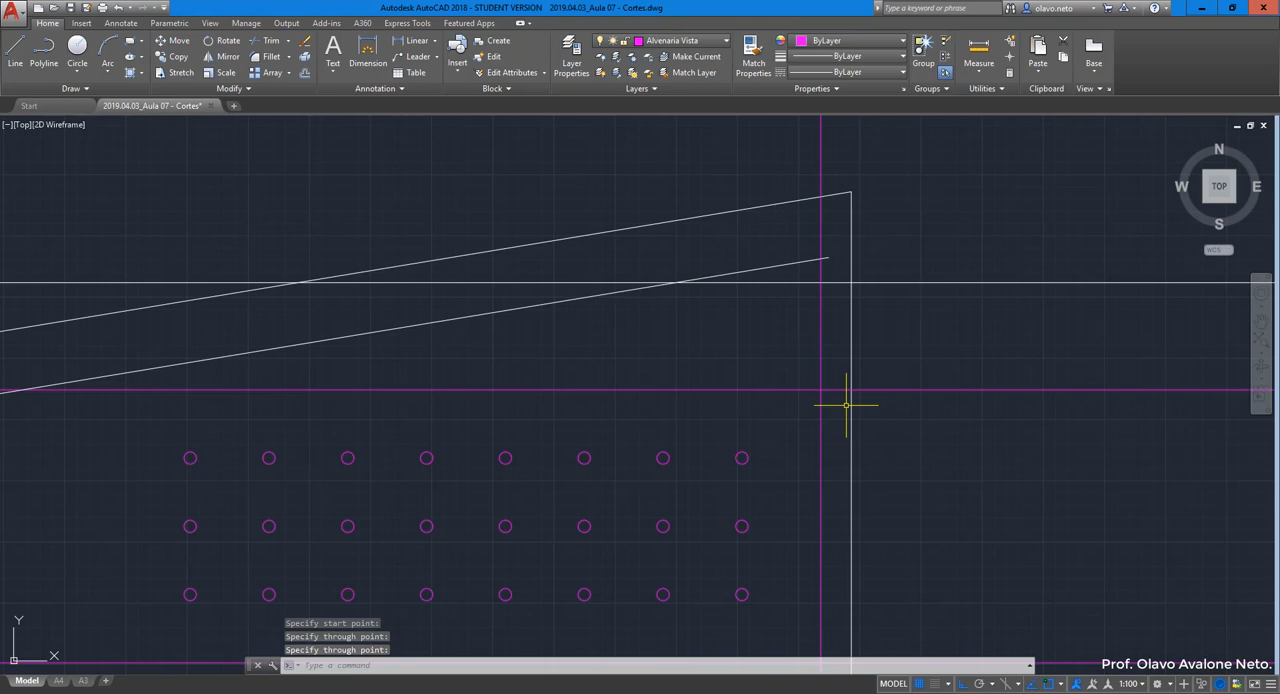 Autodesk AutoCAD 2018 - STUDENT VERSION 2019.04.03_Aula 07 - Cortes.dwg
Type a keyword or phrase
olavo.neto
Home Insert Annotate Parametric View Manage Output Add-ins A360 Express Tools Featured Apps
Line Polyline Circle Arc
Move Rotate Trim
Copy Mirror Fillet
Stretch Scale Array
Text Dimension
Linear
Leader
Table
Insert
Create
Edit
Edit Attributes
Layer Properties
Alvenaria Vista
Make Current
Match Layer
Match Properties
ByLayer
ByLayer
ByLayer
Group
Measure
Paste
Base
Draw Modify Annotation Block Layers Properties Groups Utilities Clipboard View
Start 2019.04.03_Aula 07 - Cortes*
[−][Top][2D Wireframe]
N
W TOP E
S
WCS
Y
X
Specify start point:
Specify through point:
Specify through point:
Type a command
Prof. Olavo Avalone Neto.
Model A4 A3
MODEL
1:100